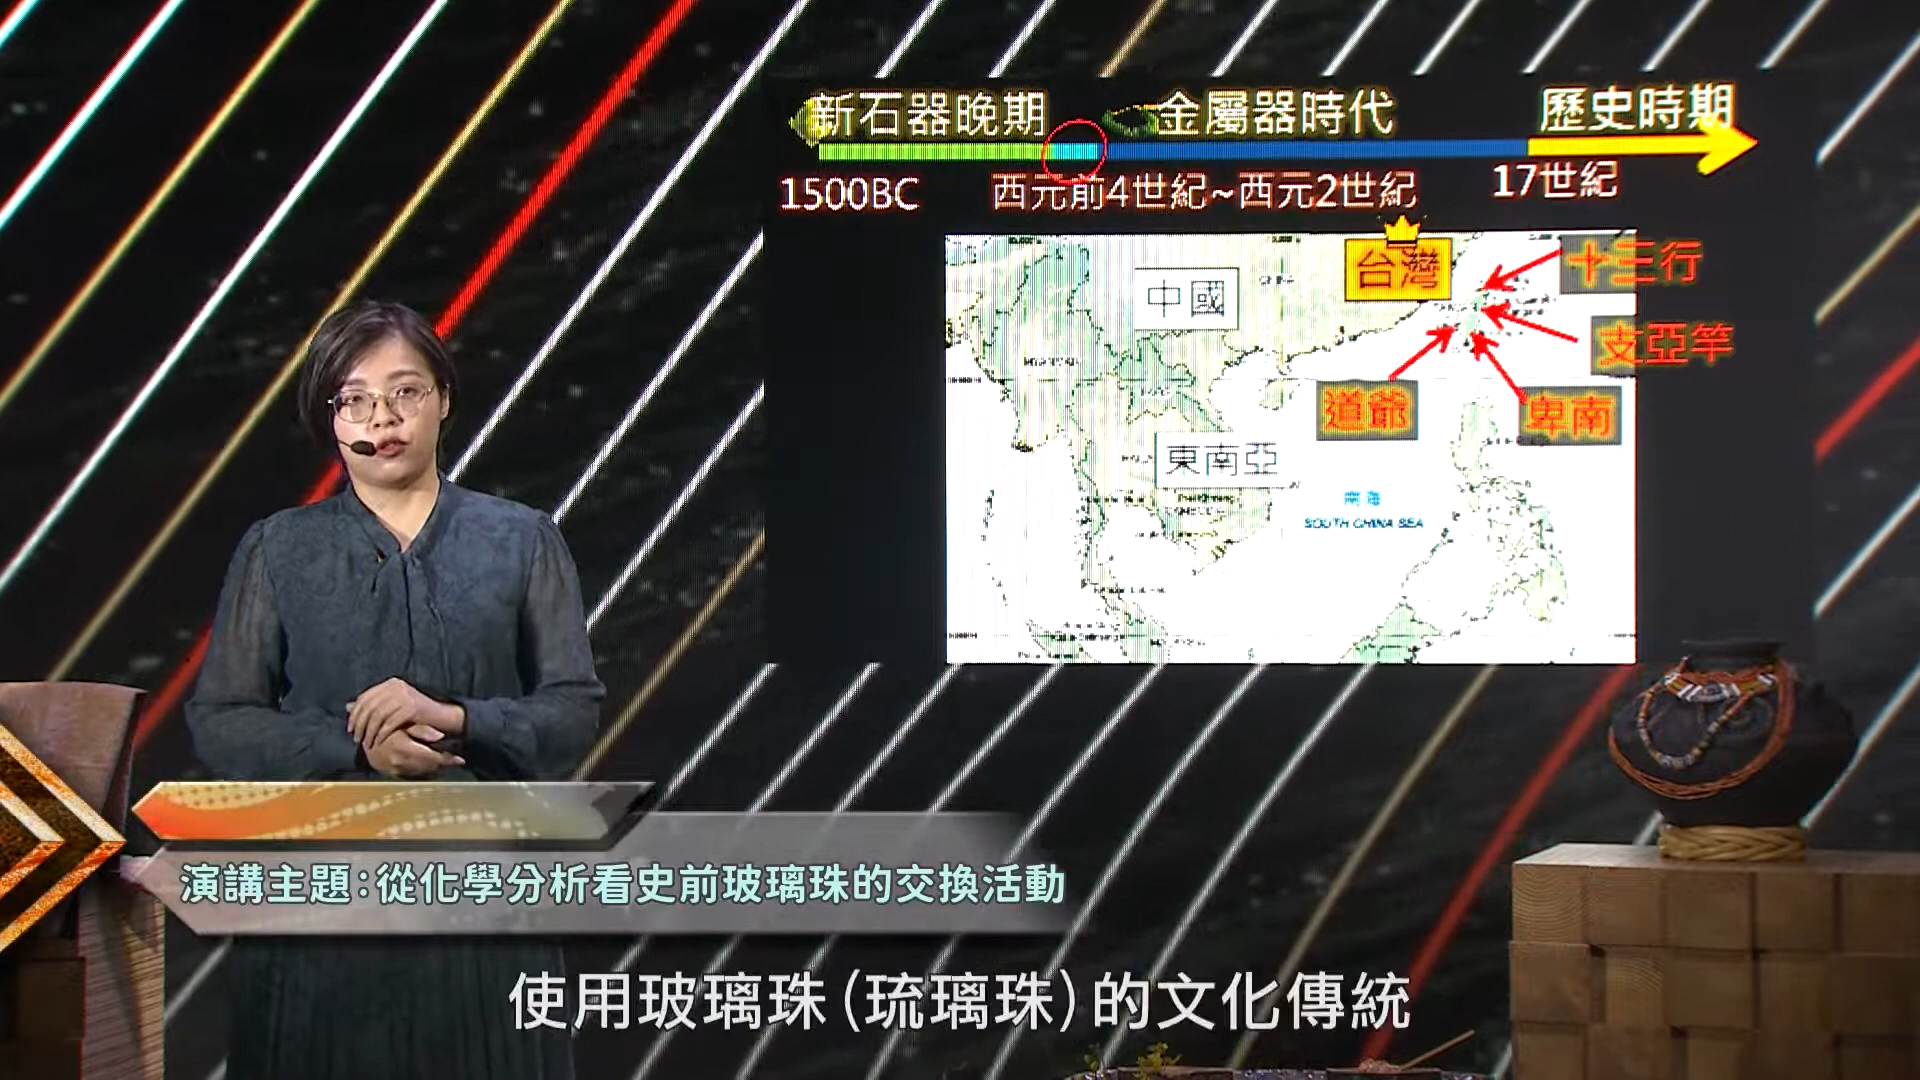 新石器晚期
金屬器時代
歷史時期
1500BC
西元前4世紀~西元2世紀
17世紀
台灣
十三行
中國
支亞竿
道爺
卑南
東南亞
南海
SOUTH CHINA SEA
演講主題:從化學分析看史前玻璃珠的交換活動
使用玻璃珠(琉璃珠)的文化傳統